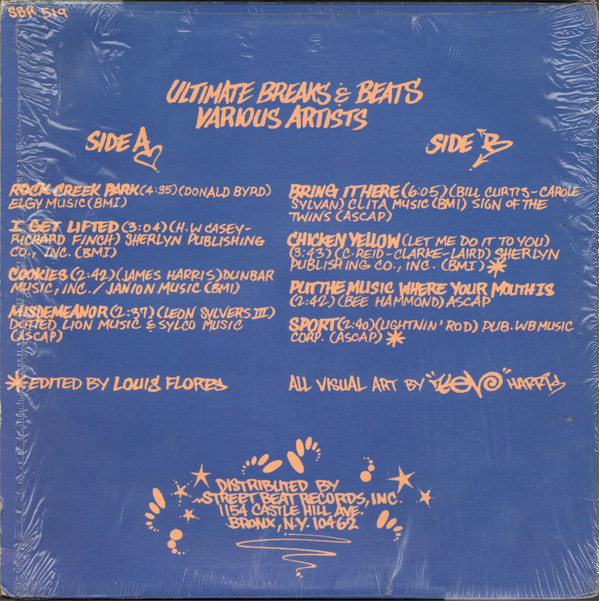 SBR 519
ULTIMATE BREAKS & BEATS
VARIOUS ARTISTS
SIDE A
ROCK CREEK PARK (4:35) (DONALD BYRD)
ELGY MUSIC (BMI)
I GET LIFTED (3:04) (H.W CASEY-
RICHARD FINCH) SHERLYN PUBLISHING
CO., INC. (BMI)
COOKIES (2:42) (JAMES HARRIS) DUNBAR
MUSIC, INC. / JANION MUSIC (BMI)
MISDEMEANOR (2:37) (LEON SYLVERS III)
DOTTED LION MUSIC & SYLCO MUSIC
(ASCAP)
*EDITED BY LOUIS FLORES
SIDE B
BRING IT HERE (6:05) (BILL CURTIS-CAROLE
SYLVAN) CLITA MUSIC (BMI) SIGN OF THE
TWINS (ASCAP)
CHICKEN YELLOW (LET ME DO IT TO YOU)
(3:43) (C. REID-CLARKE-LAIRD) SHERLYN
PUBLISHING CO., INC. (BMI) *
PUT THE MUSIC WHERE YOUR MOUTH IS
(2:42) (BEE HAMMOND) ASCAP
SPORT (2:40) (LIGHTNIN' ROD) PUB. WB MUSIC
CORP. (ASCAP) *
ALL VISUAL ART BY "KEV" HARRIS
DISTRIBUTED BY
STREET BEAT RECORDS, INC.
1154 CASTLE HILL AVE.
BRONX, N.Y. 10462